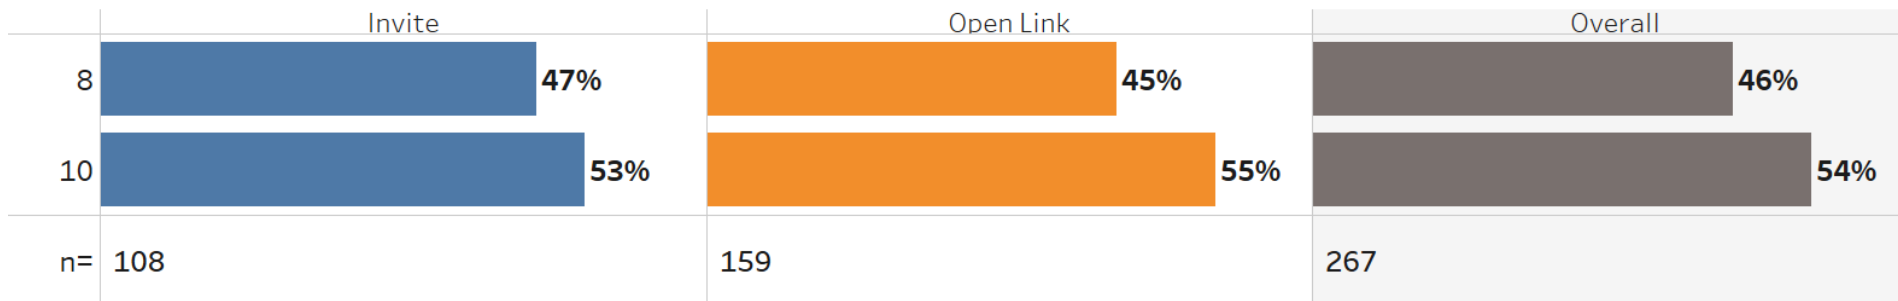 Invite Open Link Overall
8 47% 45% 46%
10 53% 55% 54%
n= 108 159 267